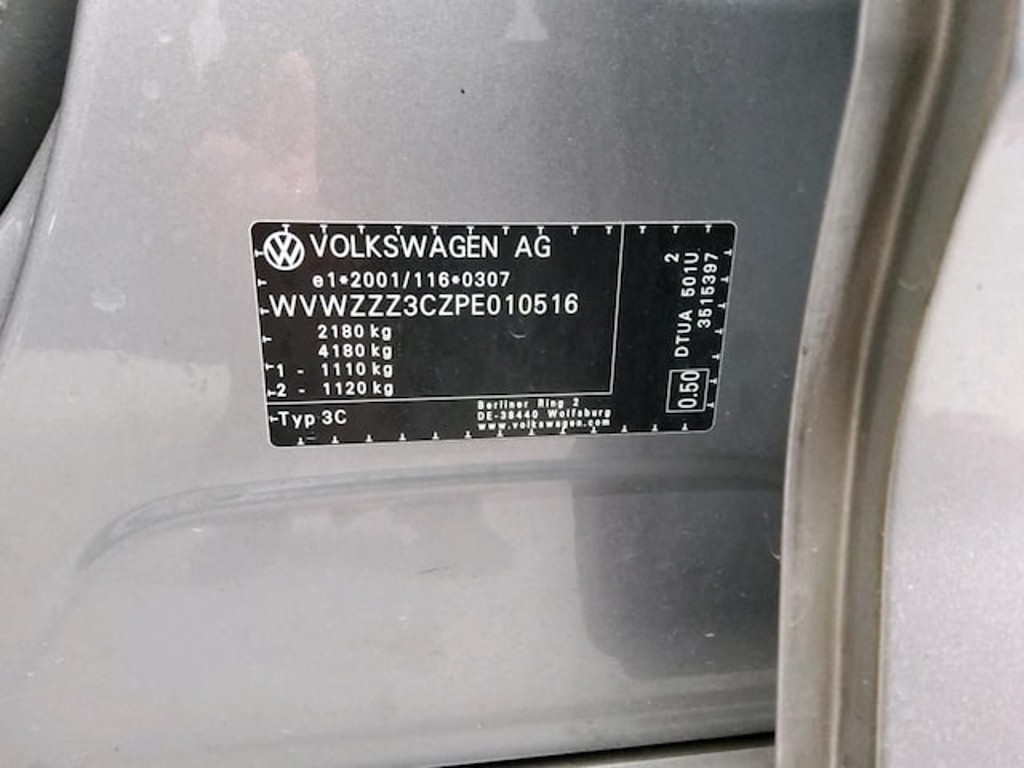 VOLKSWAGEN AG
e1*2001/116*0307
WVWZZZ3CZPE010516
2180 kg
4180 kg
1 - 1110 kg
2 - 1120 kg
Typ 3C
Berliner Ring 2
DE-38440 Wolfsburg
www.volkswagen.com
0.50
DTUA 501U. 2
3515397